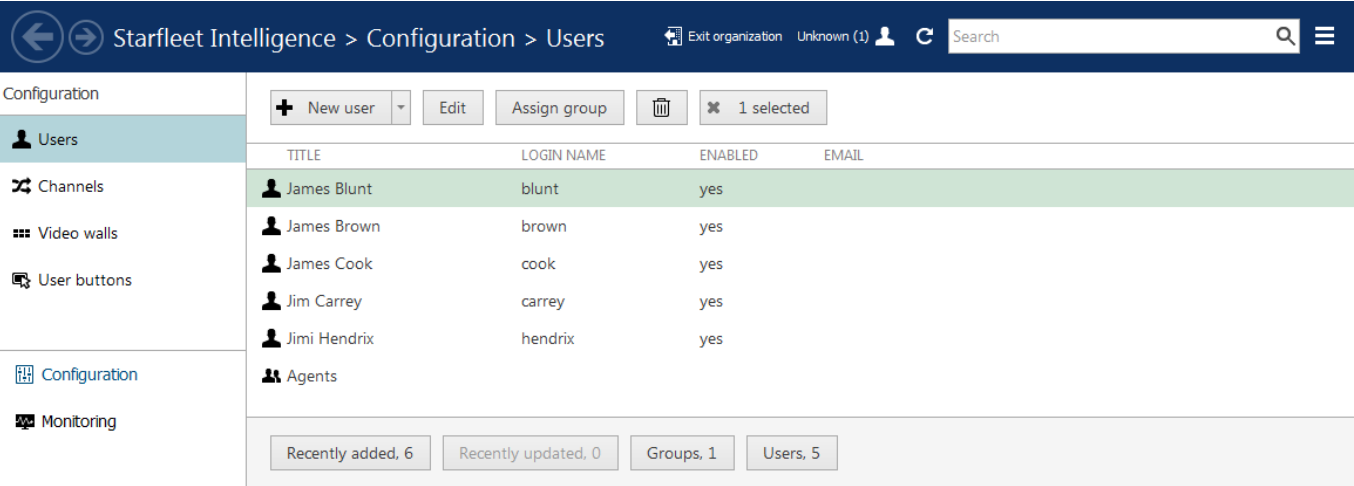 Starfleet Intelligence > Configuration > Users Exit organization Unknown (1) Search
Configuration
Users
Channels
Video walls
User buttons
Configuration
Monitoring
New user Edit Assign group 1 selected
TITLE LOGIN NAME ENABLED EMAIL
James Blunt blunt yes
James Brown brown yes
James Cook cook yes
Jim Carrey carrey yes
Jimi Hendrix hendrix yes
Agents
Recently added, 6 Recently updated, 0 Groups, 1 Users, 5